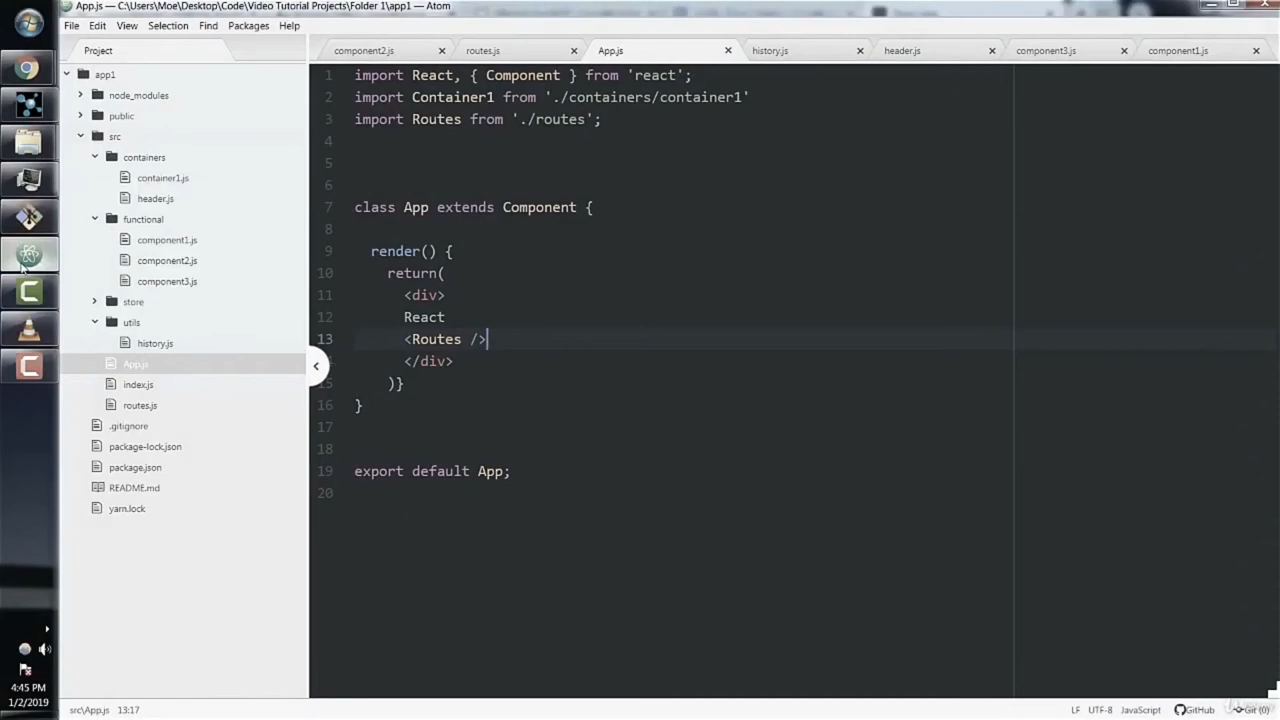 App.js — C:\Users\Moe\Desktop\Code\Video Tutorial Projects\Folder 1\app1 — Atom
File Edit View Selection Find Packages Help
Project
component2.js routes.js App.js history.js header.js component3.js component1.js
app1
node_modules
public
src
containers
container1.js
header.js
functional
component1.js
component2.js
component3.js
store
utils
history.js
App.js
index.js
routes.js
.gitignore
package-lock.json
package.json
README.md
yarn.lock
1 import React, { Component } from 'react';
2 import Container1 from './containers/container1'
3 import Routes from './routes';
4
5
6
7 class App extends Component {
8
9 render() {
10 return(
11 <div>
12 React
13 <Routes />
</div>
15 )}
16 }
17
18
19 export default App;
20
4:45 PM
1/2/2019
src\App.js 13:17
LF UTF-8 JavaScript GitHub Git (0)